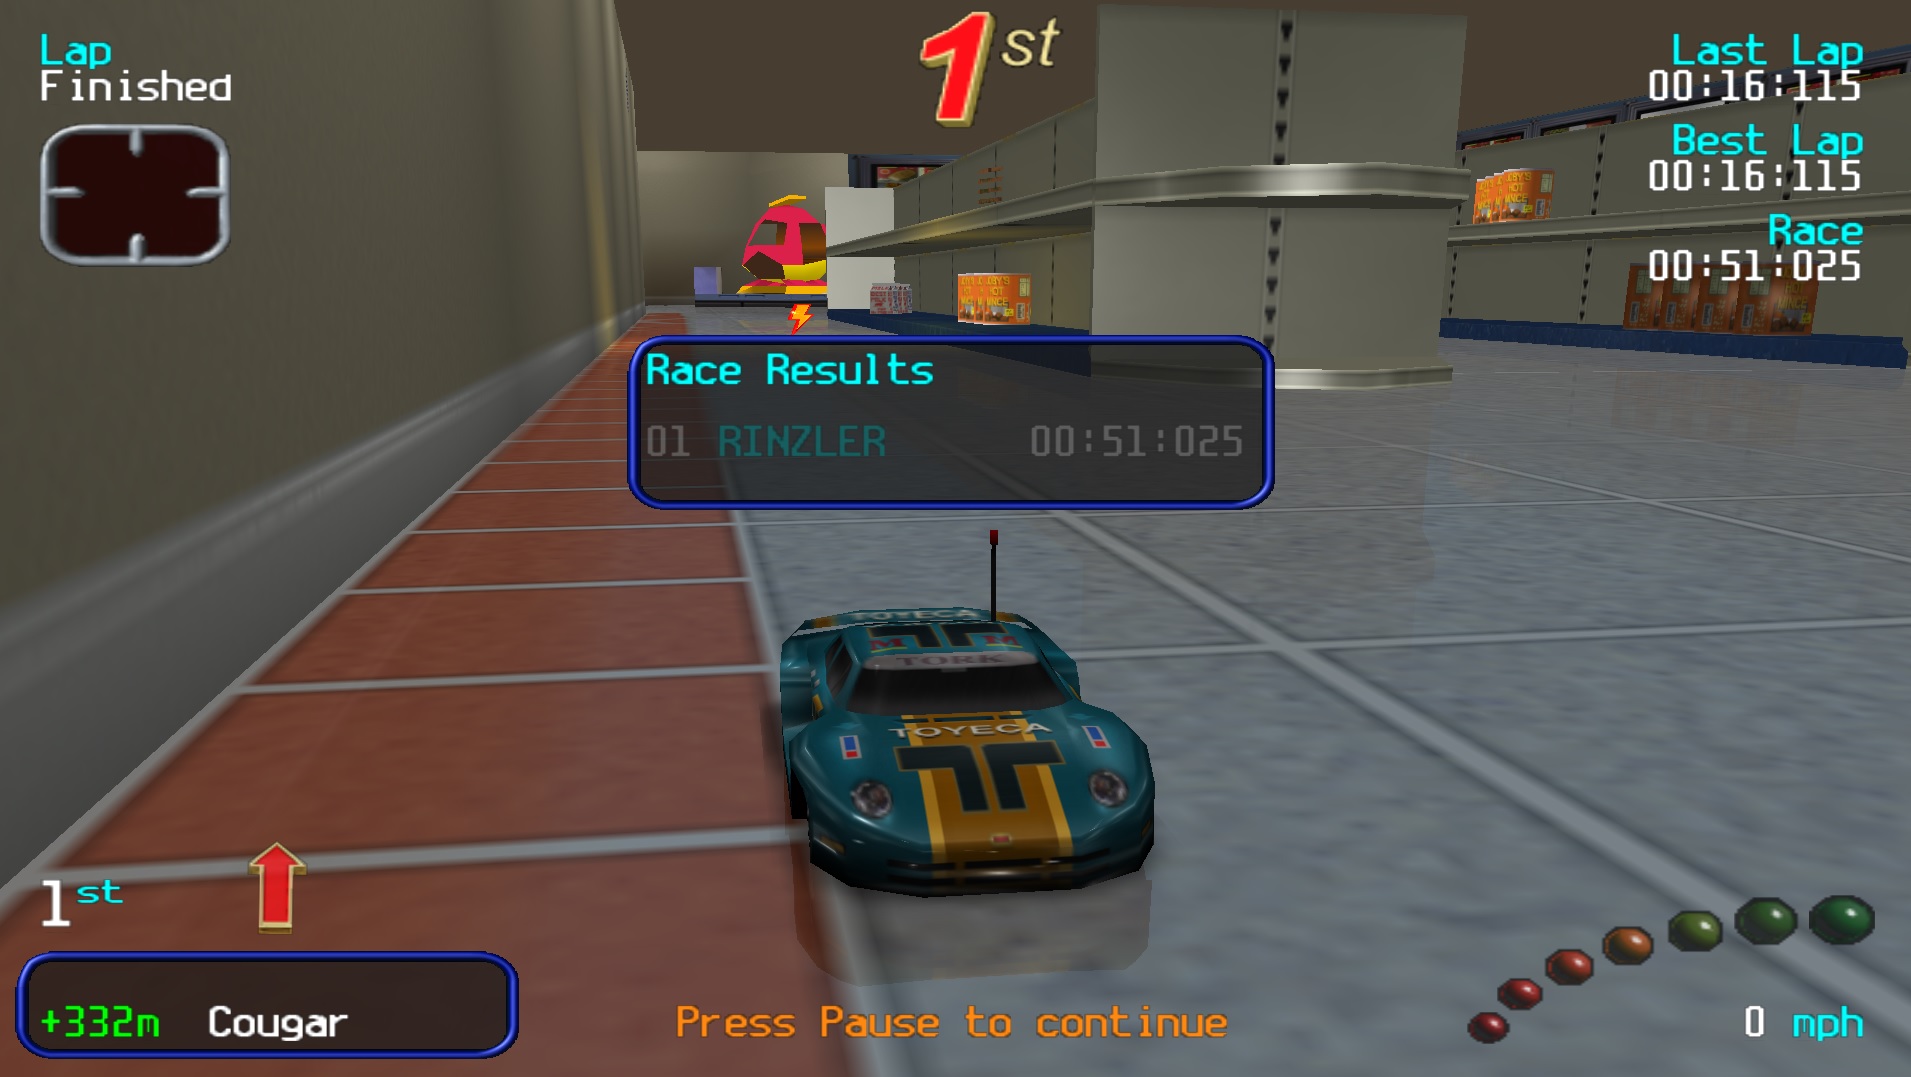 Lap
Finished
1st
Last Lap
00:16:115
Best Lap
00:16:115
Race
00:51:025
Race Results
01 RINZLER 00:51:025
TOYECA
M M
TORK
TOYECA
1st
+332m Cougar
Press Pause to continue
0 mph